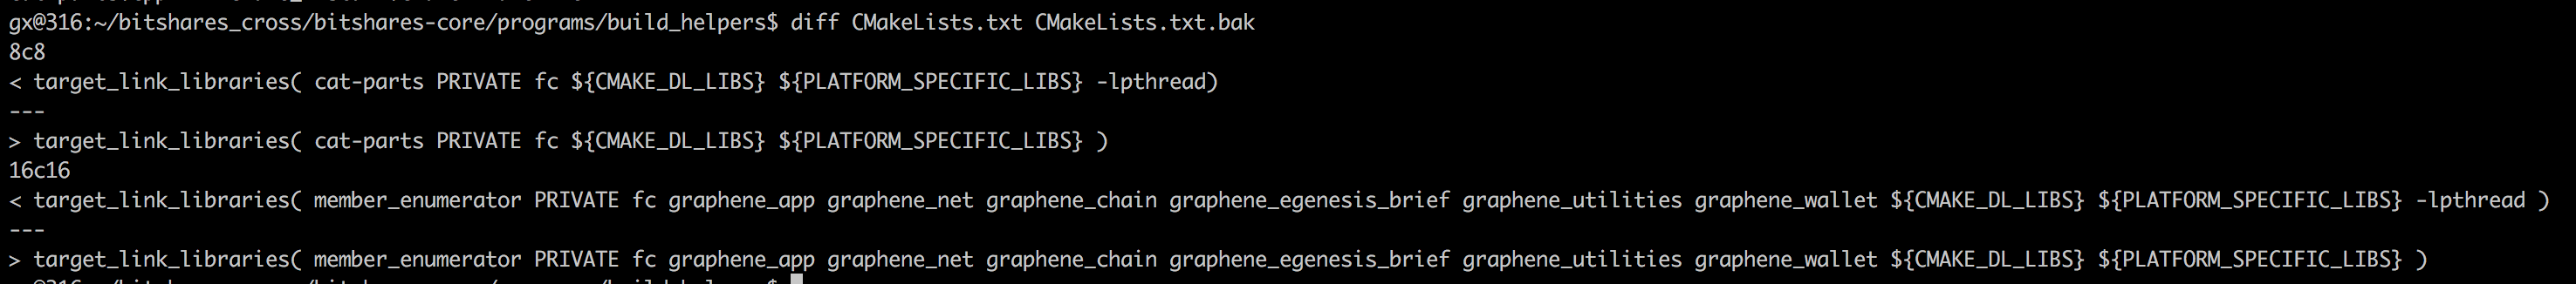 gx@316:~/bitshares_cross/bitshares-core/programs/build_helpers$ diff CMakeLists.txt CMakeLists.txt.bak
8c8
< target_link_libraries( cat-parts PRIVATE fc ${CMAKE_DL_LIBS} ${PLATFORM_SPECIFIC_LIBS} -lpthread)
---
> target_link_libraries( cat-parts PRIVATE fc ${CMAKE_DL_LIBS} ${PLATFORM_SPECIFIC_LIBS} )
16c16
< target_link_libraries( member_enumerator PRIVATE fc graphene_app graphene_net graphene_chain graphene_egenesis_brief graphene_utilities graphene_wallet ${CMAKE_DL_LIBS} ${PLATFORM_SPECIFIC_LIBS} -lpthread )
---
> target_link_libraries( member_enumerator PRIVATE fc graphene_app graphene_net graphene_chain graphene_egenesis_brief graphene_utilities graphene_wallet ${CMAKE_DL_LIBS} ${PLATFORM_SPECIFIC_LIBS} )